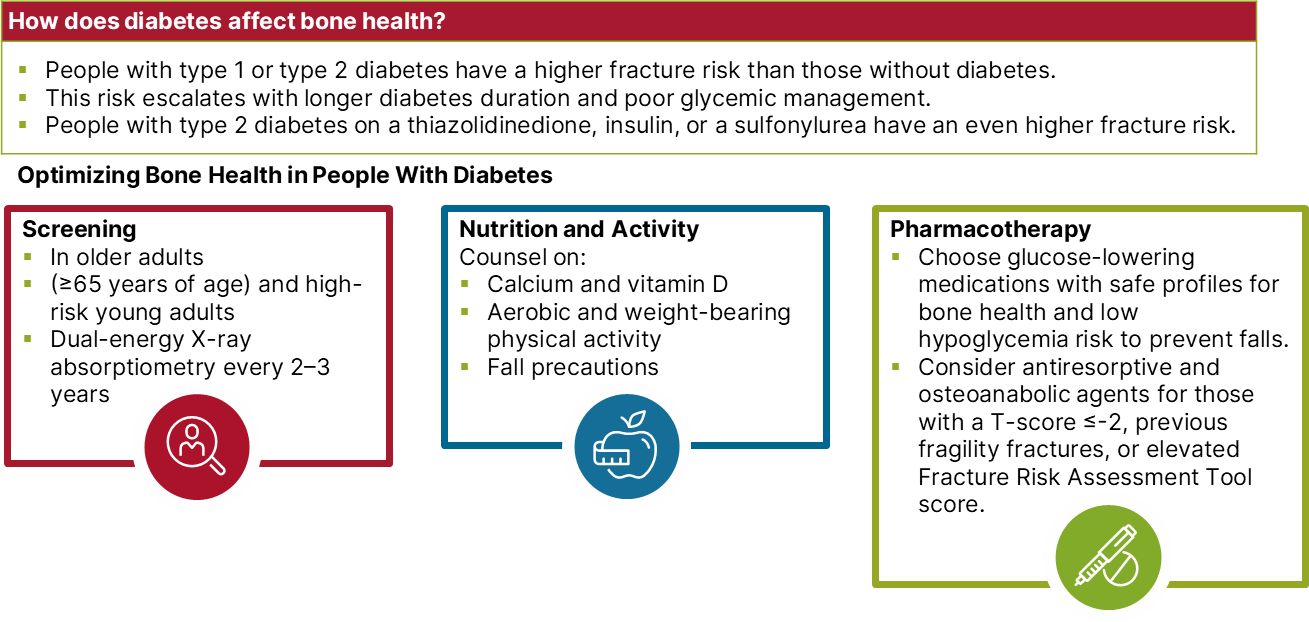 How does diabetes affect bone health?
▪ People with type 1 or type 2 diabetes have a higher fracture risk than those without diabetes.
▪ This risk escalates with longer diabetes duration and poor glycemic management.
▪ People with type 2 diabetes on a thiazolidinedione, insulin, or a sulfonylurea have an even higher fracture risk.
Optimizing Bone Health in People With Diabetes
Screening
▪ In older adults
▪ (≥65 years of age) and high-
risk young adults
▪ Dual-energy X-ray
absorptiometry every 2–3
years
Nutrition and Activity
Counsel on:
▪ Calcium and vitamin D
▪ Aerobic and weight-bearing
physical activity
▪ Fall precautions
Pharmacotherapy
▪ Choose glucose-lowering
medications with safe profiles for
bone health and low
hypoglycemia risk to prevent falls.
▪ Consider antiresorptive and
osteoanabolic agents for those
with a T-score ≤-2, previous
fragility fractures, or elevated
Fracture Risk Assessment Tool
score.